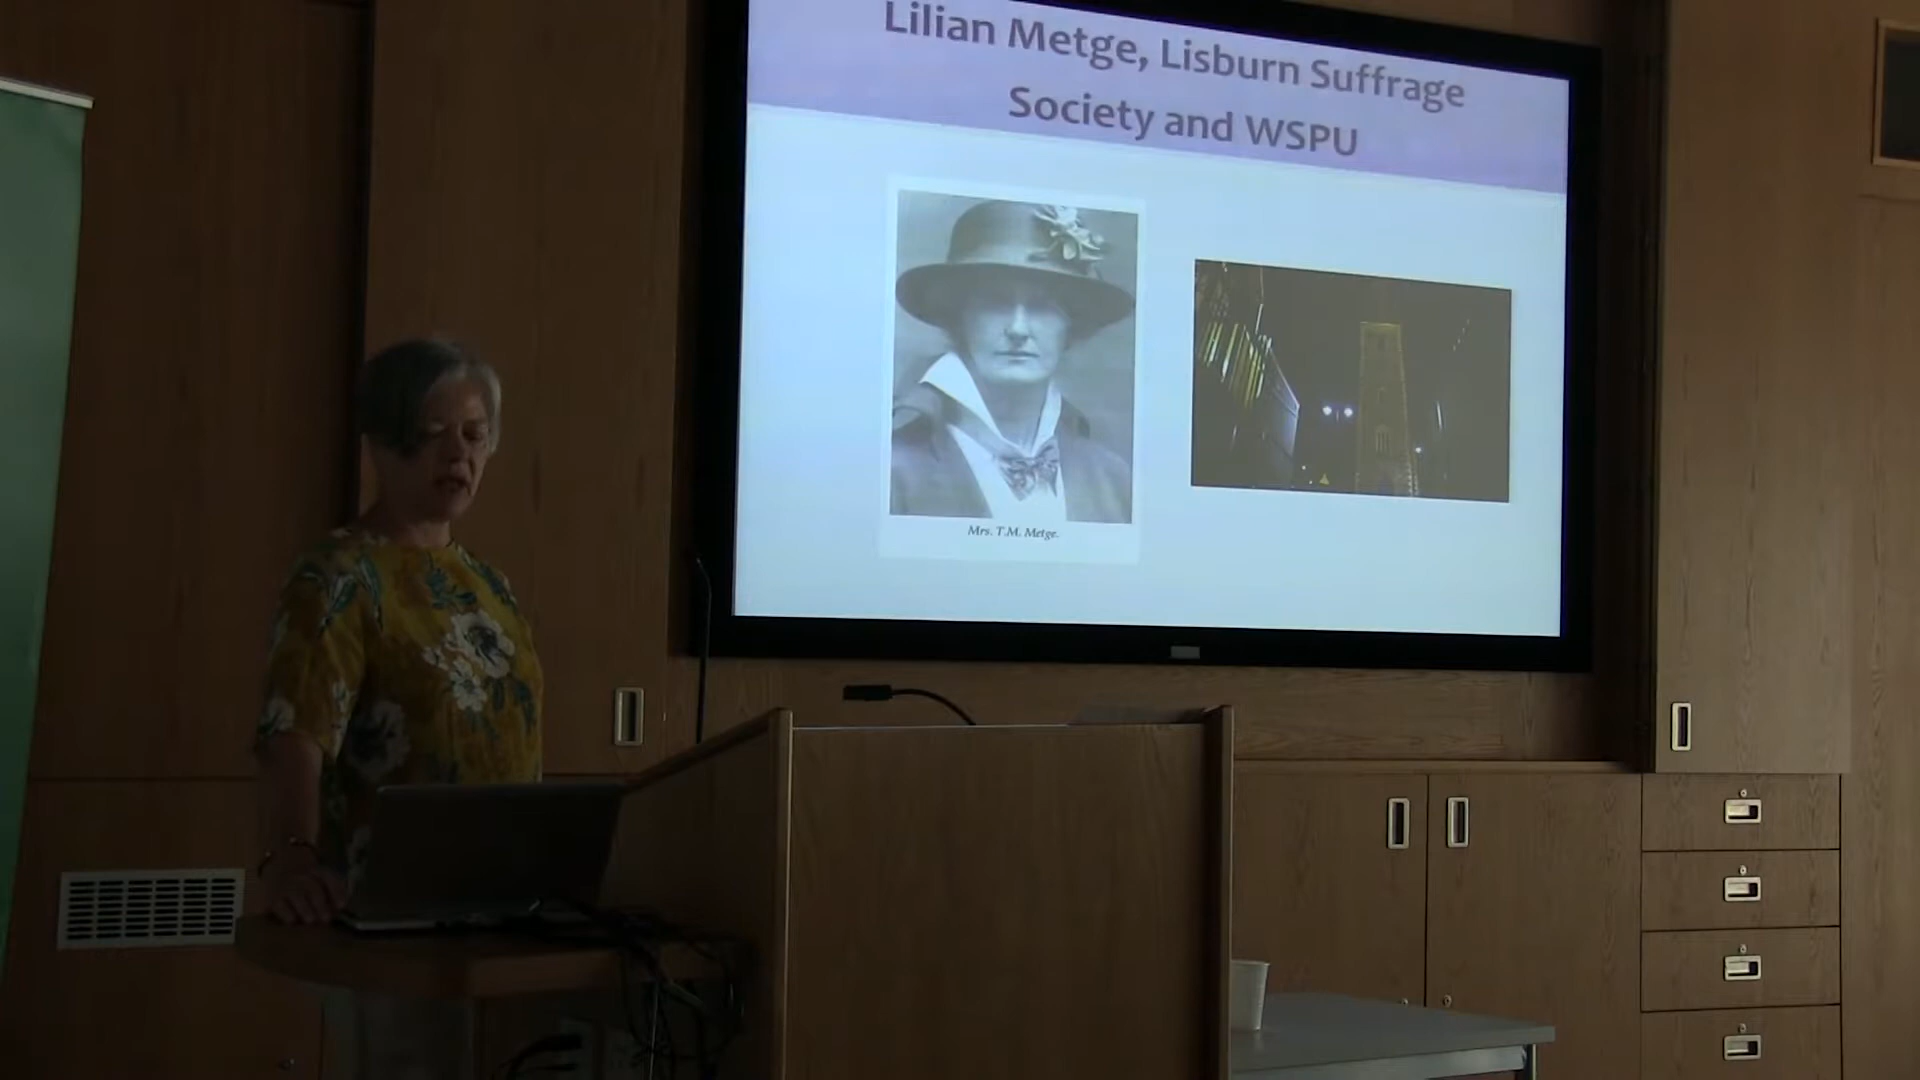 Lilian Metge, Lisburn Suffrage
Society and WSPU
Mrs. T.M. Metge.